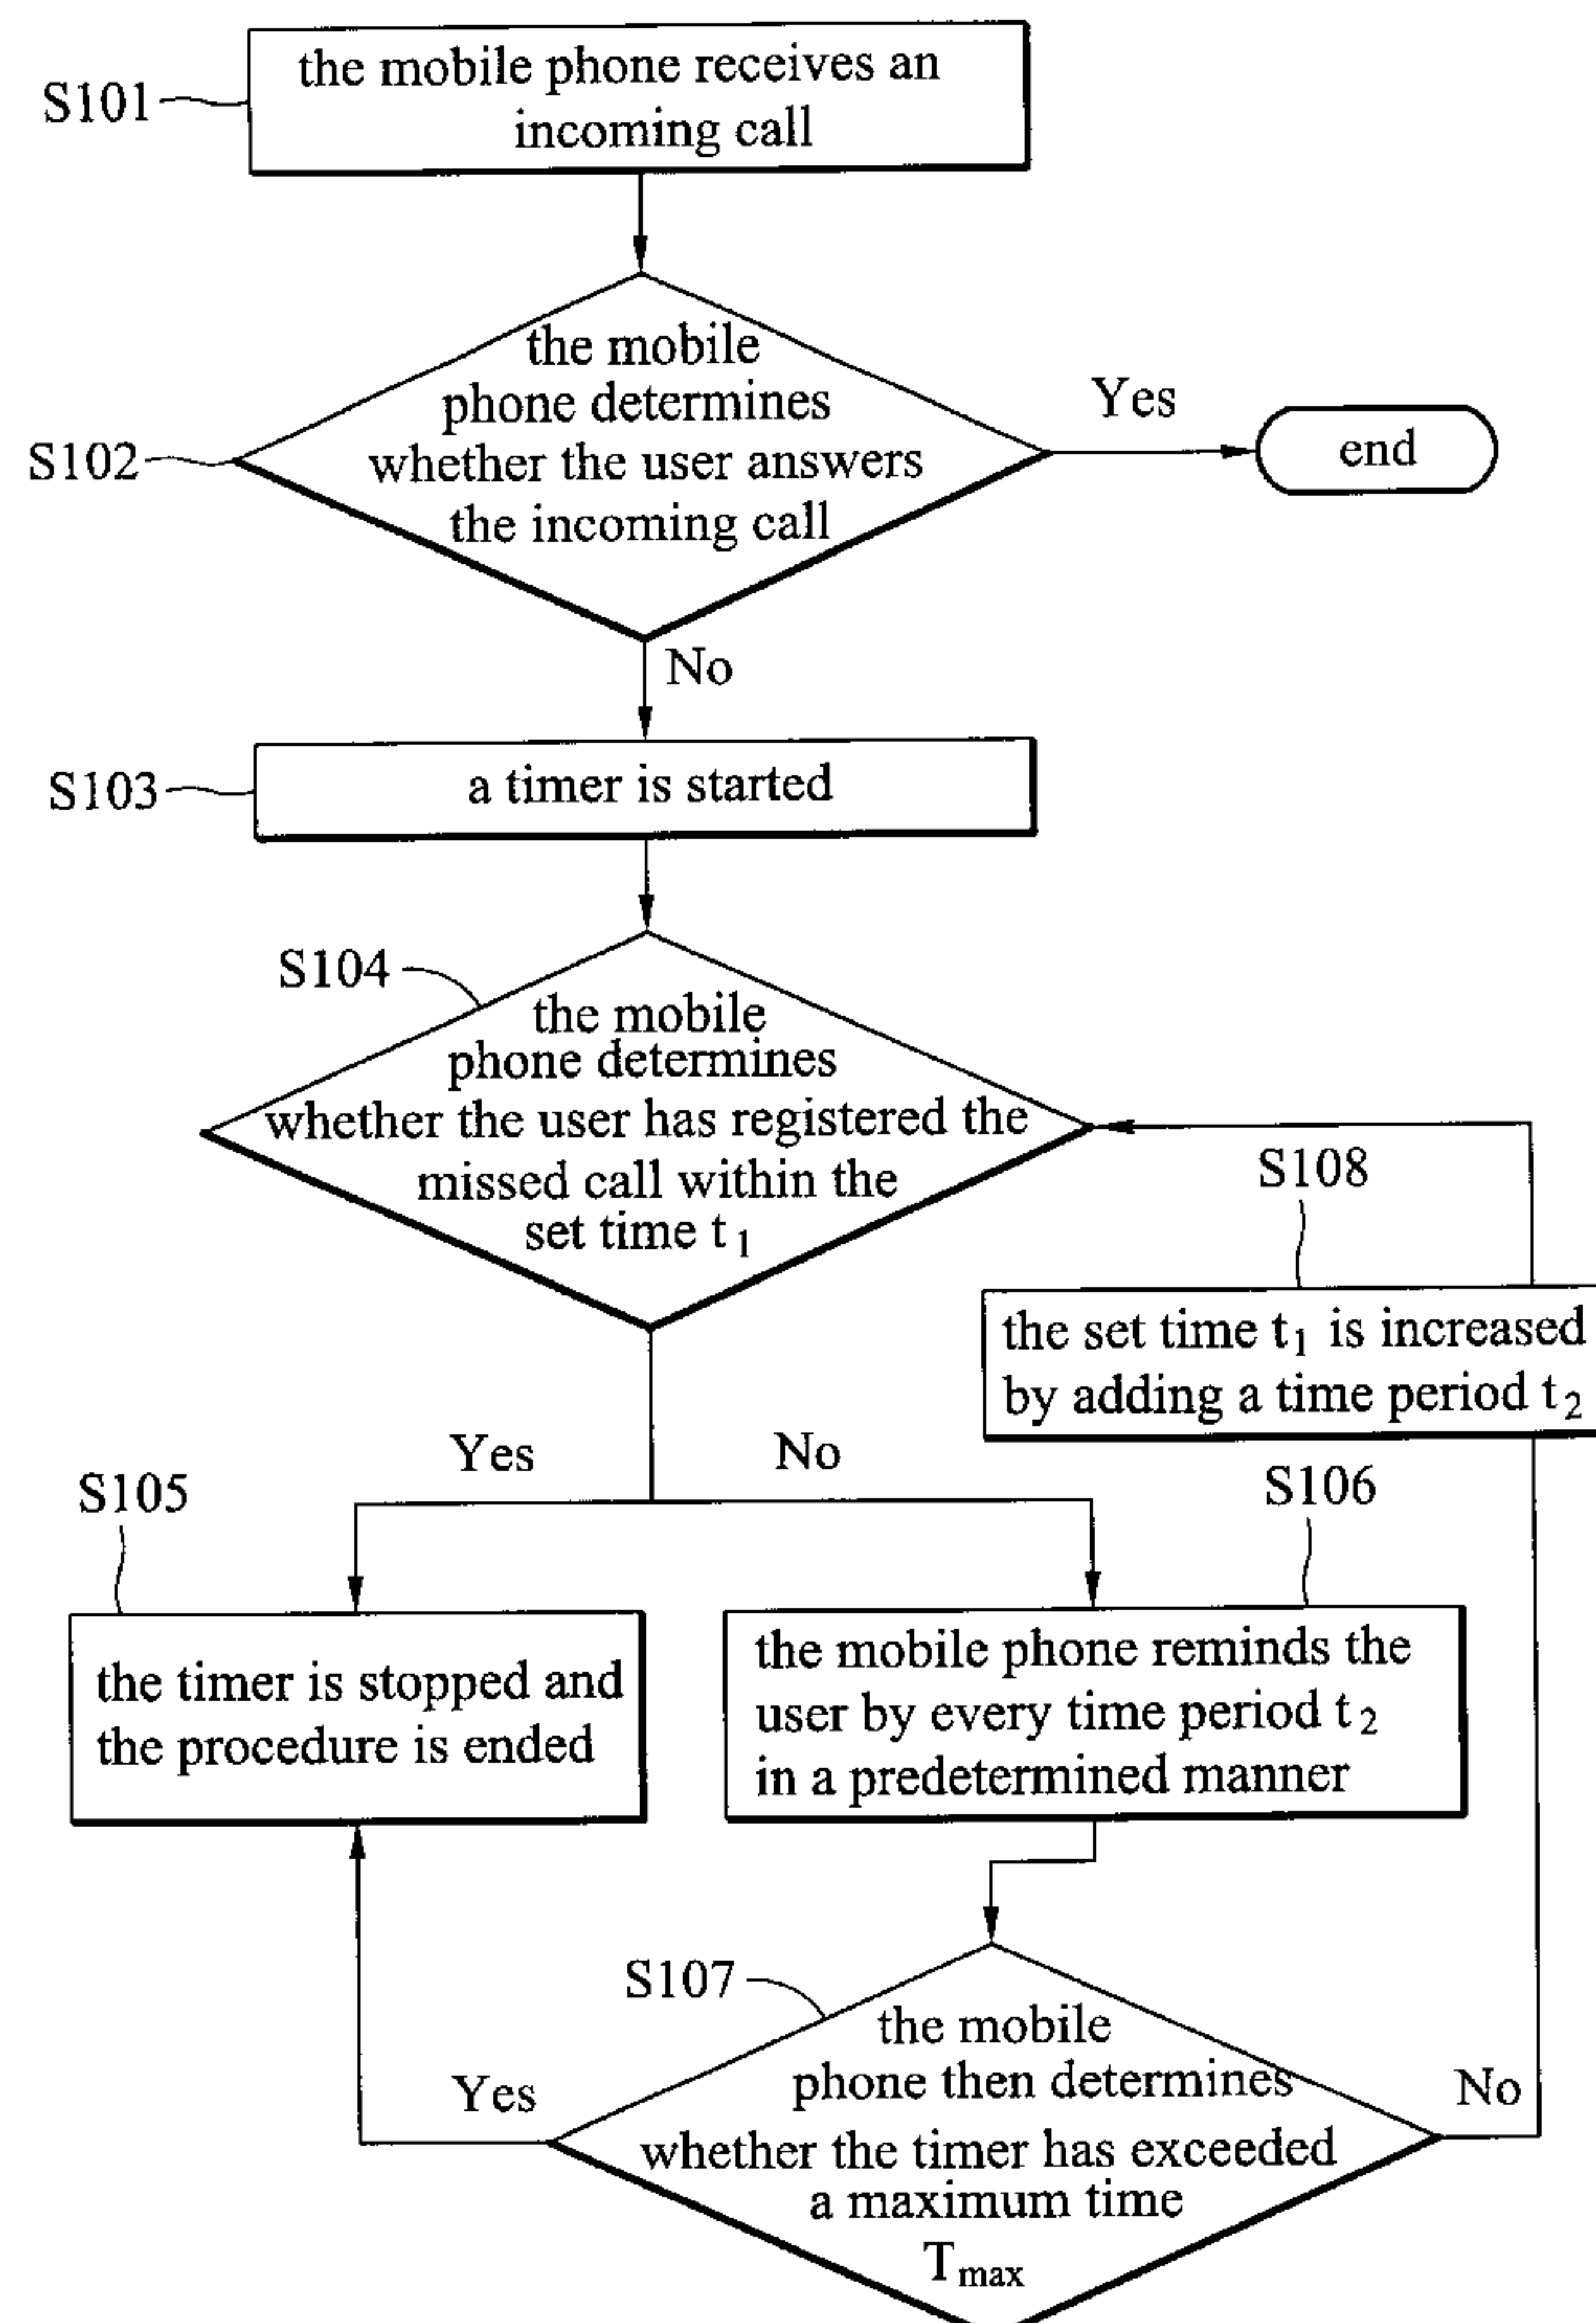 S101
the mobile phone receives an
incoming call
S102
the mobile
phone determines
whether the user answers
the incoming call
Yes
end
No
S103
a timer is started
S104
the mobile
phone determines
whether the user has registered the
missed call within the
set time t₁
S108
the set time t₁ is increased
by adding a time period t₂
Yes
No
S105
the timer is stopped and
the procedure is ended
S106
the mobile phone reminds the
user by every time period t₂
in a predetermined manner
S107
the mobile
phone then determines
whether the timer has exceeded
a maximum time
Tmax
Yes
No